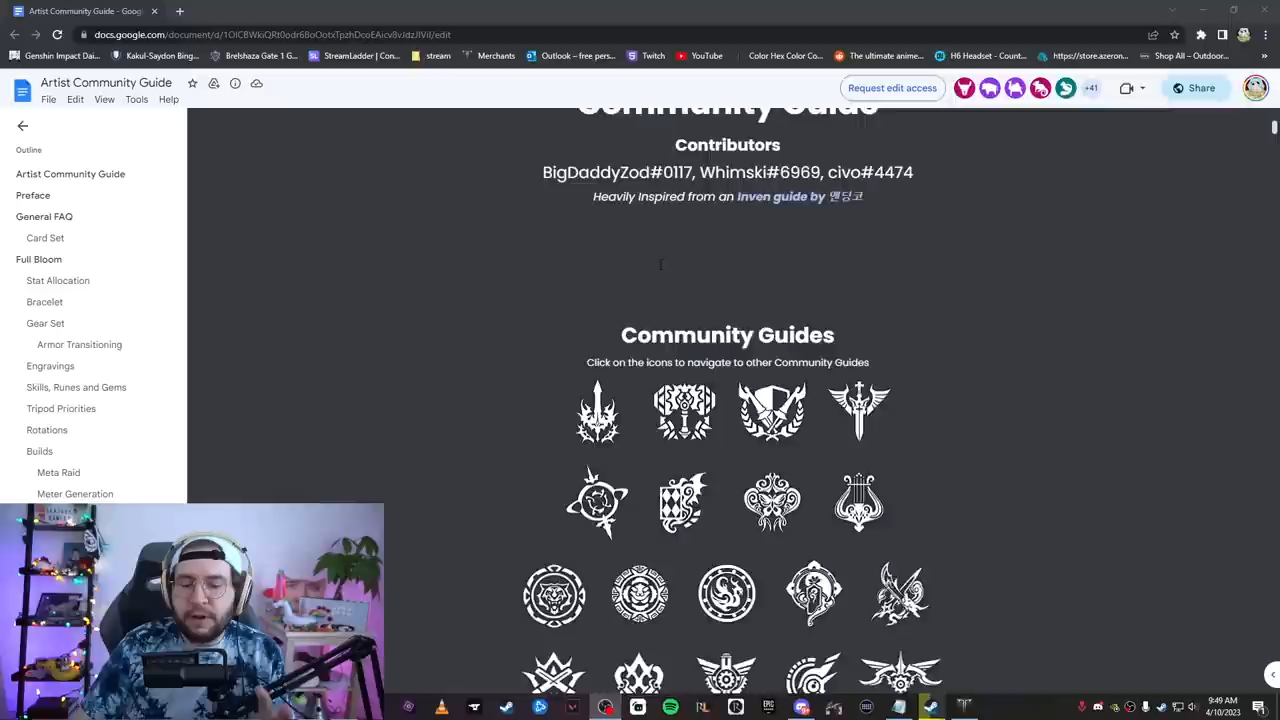 Artist Community Guide - Goog
docs.google.com/document/d/
/edit
Genshin Impact Dai...
Kakul-Saydon Bing...
Brelshaza Gate 1 G...
StreamLadder | Con...
stream
Merchants
Outlook – free pers...
Twitch
YouTube
Color Hex Color Co...
The ultimate anime...
H6 Headset - Count...
https://store.azeron...
Shop All – Outdoor...
Artist Community Guide
File Edit View Tools Help
Request edit access
+41
Share
Outline
Artist Community Guide
Preface
General FAQ
Card Set
Full Bloom
Stat Allocation
Bracelet
Gear Set
Armor Transitioning
Engravings
Skills, Runes and Gems
Tripod Priorities
Rotations
Builds
Meta Raid
Meter Generation
Community Guide
Contributors
BigDaddyZod#0117, Whimski#6969, civo#4474
Heavily Inspired from an Inven guide by 맨딩코
Community Guides
Click on the icons to navigate to other Community Guides
9:49 AM
4/10/2023